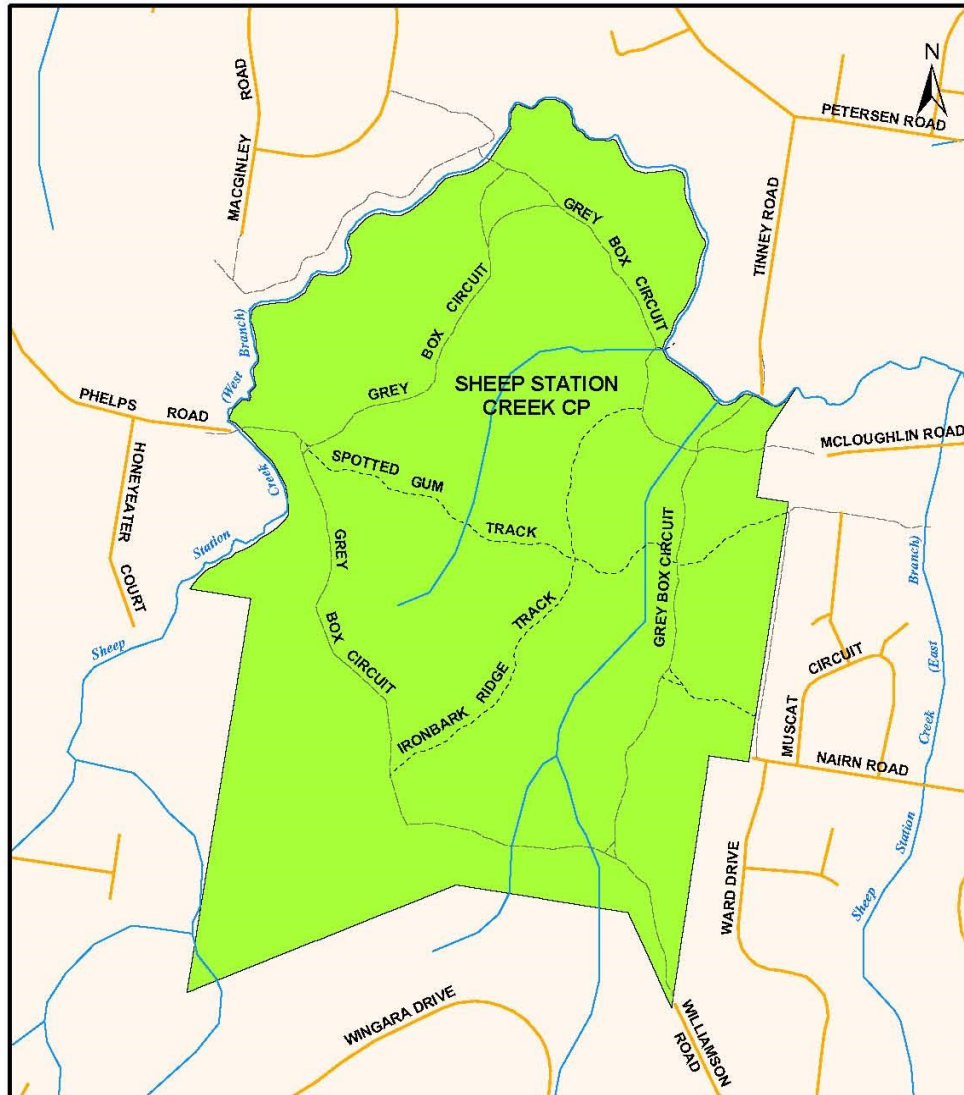 N
PETERSEN ROAD
MACGINLEY ROAD
TINNEY ROAD
GREY BOX CIRCUIT
GREY BOX CIRCUIT
(West Branch)
SHEEP STATION
CREEK CP
PHELPS ROAD
HONEYEATER COURT
MCLOUGHLIN ROAD
SPOTTED GUM TRACK
Sheep Station Creek
GREY BOX CIRCUIT
GREY BOX CIRCUIT
IRONBARK RIDGE TRACK
MUSCAT CIRCUIT
NAIRN ROAD
Sheep Station Creek (East Branch)
WARD DRIVE
WINGARA DRIVE
WILLIAMSON
ROAD